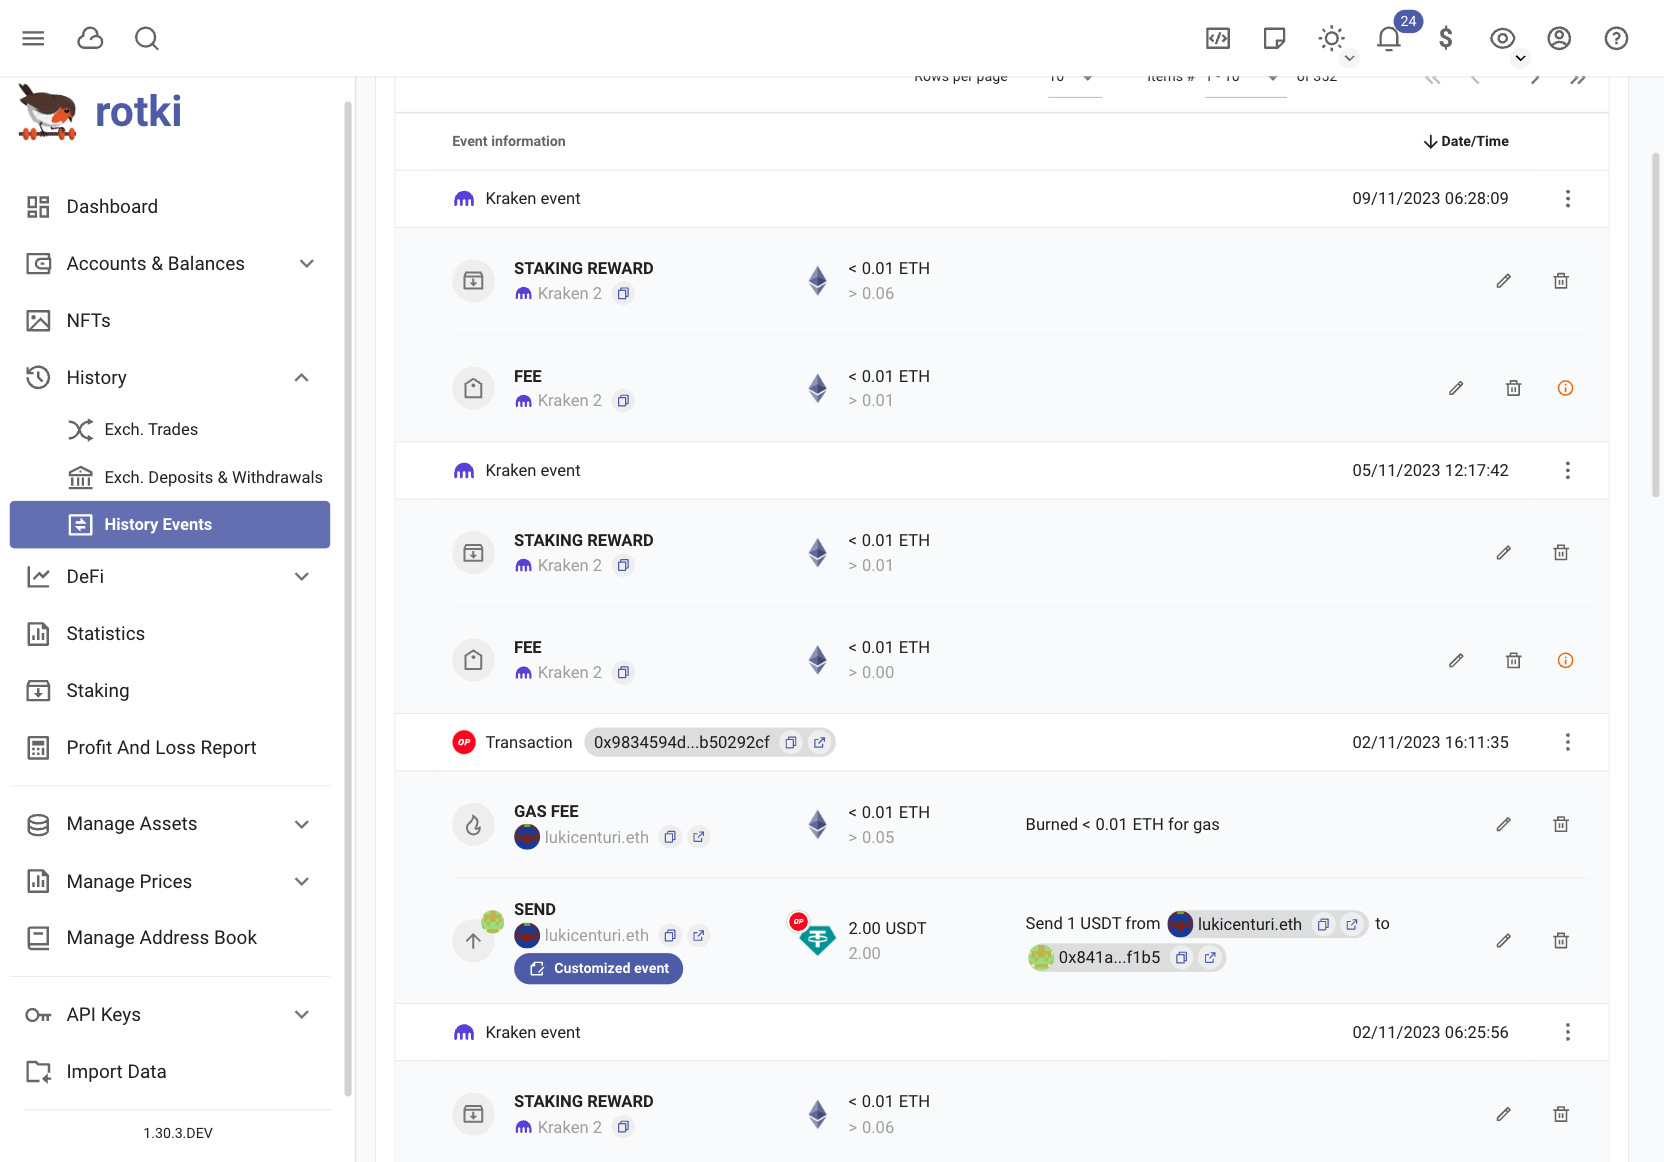 24
rotki
Rows per page 10 Items # 1 - 10 of 352
Dashboard
Accounts & Balances
NFTs
History
Exch. Trades
Exch. Deposits & Withdrawals
History Events
DeFi
Statistics
Staking
Profit And Loss Report
Manage Assets
Manage Prices
Manage Address Book
API Keys
Import Data
1.30.3.DEV
Event information Date/Time
Kraken event 09/11/2023 06:28:09
STAKING REWARD < 0.01 ETH
Kraken 2 > 0.06
FEE < 0.01 ETH
Kraken 2 > 0.01
Kraken event 05/11/2023 12:17:42
STAKING REWARD < 0.01 ETH
Kraken 2 > 0.01
FEE < 0.01 ETH
Kraken 2 > 0.00
OP Transaction 0x9834594d...b50292cf 02/11/2023 16:11:35
GAS FEE < 0.01 ETH
lukicenturi.eth > 0.05
Burned < 0.01 ETH for gas
SEND
lukicenturi.eth
Customized event
OP
2.00 USDT
2.00
Send 1 USDT from lukicenturi.eth to
0x841a...f1b5
Kraken event 02/11/2023 06:25:56
STAKING REWARD < 0.01 ETH
Kraken 2 > 0.06